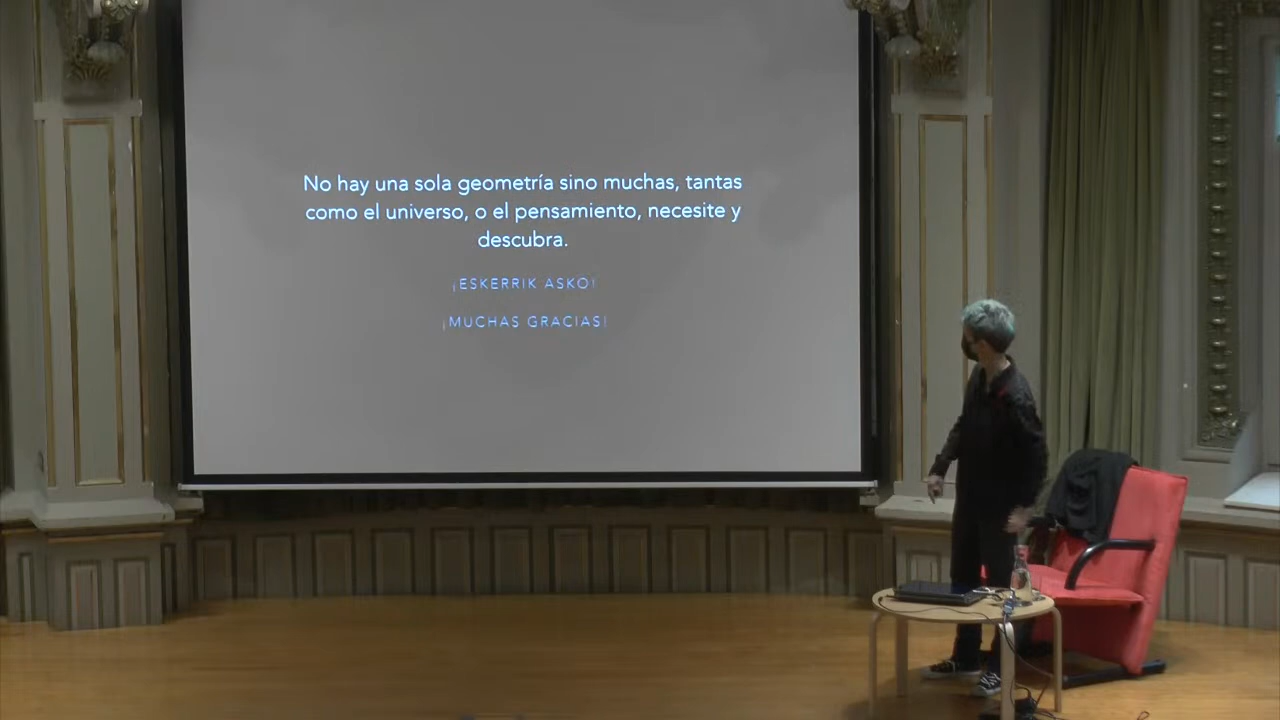 No hay una sola geometría sino muchas, tantas
como el universo, o el pensamiento, necesite y
descubra.
¡ESKERRIK ASKO!
¡MUCHAS GRACIAS!